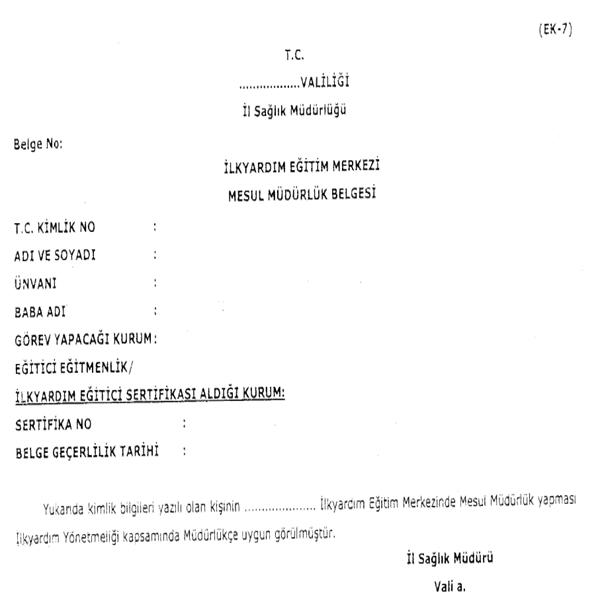 (EK-7)
T.C.
..................VALİLİĞİ
İl Sağlık Müdürlüğü
Belge No:
İLKYARDIM EĞİTİM MERKEZİ
MESUL MÜDÜRLÜK BELGESİ
T.C. KİMLİK NO :
ADI VE SOYADI :
ÜNVANI :
BABA ADI :
GÖREV YAPACAĞI KURUM :
EĞİTİCİ EĞİTMENLİK/
İLKYARDIM EĞİTİCİ SERTİFİKASI ALDIĞI KURUM:
SERTİFİKA NO :
BELGE GEÇERLİLİK TARİHİ :
Yukarıda kimlik bilgileri yazılı olan kişinin ..................... İlkyardım Eğitim Merkezinde Mesul Müdürlük yapması
İlkyardım Yönetmeliği kapsamında Müdürlükçe uygun görülmüştür.
İl Sağlık Müdürü
Vali a.